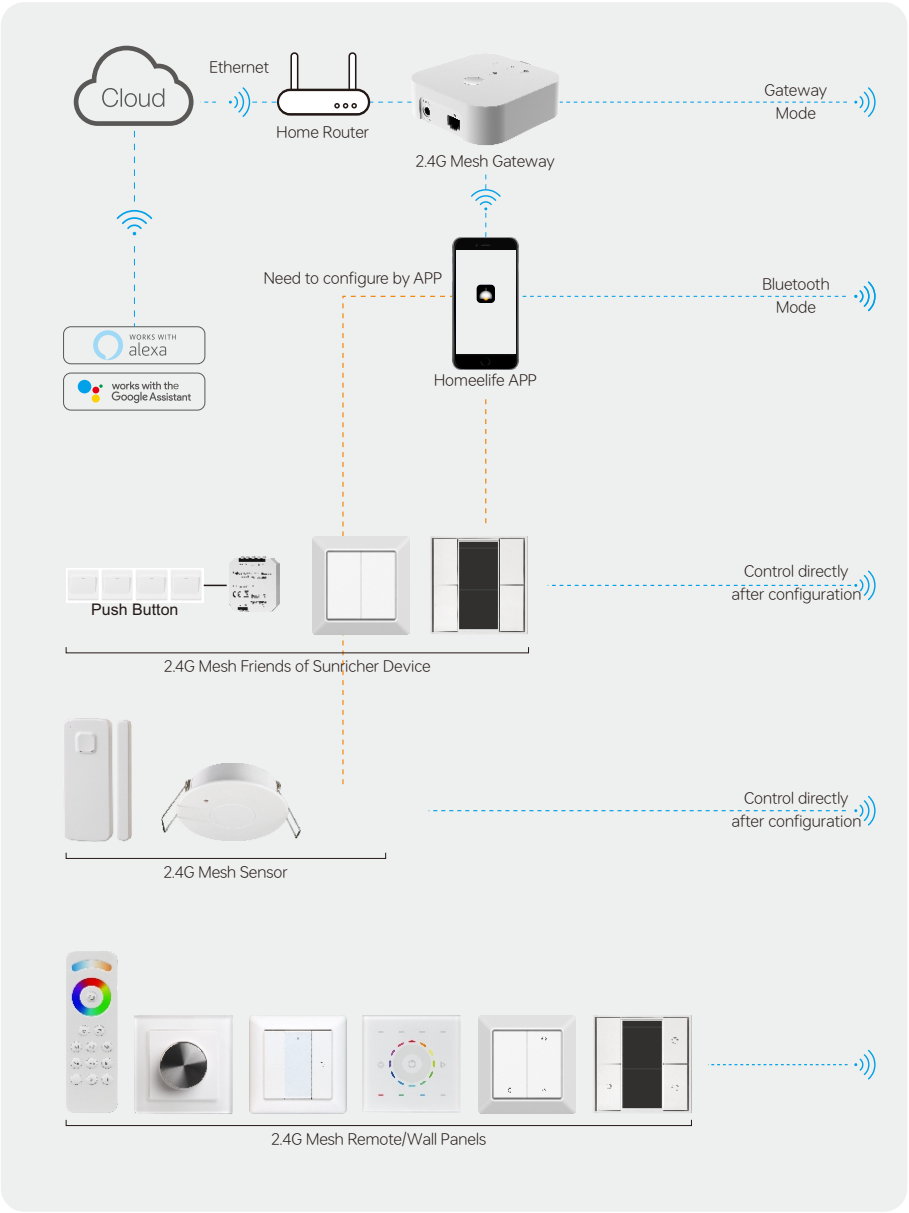 Ethernet
Cloud
Home Router
2.4G Mesh Gateway
Gateway
Mode
Need to configure by APP
Bluetooth
Mode
WORKS WITH
alexa
works with the
Google Assistant
Homeelife APP
Push Button
Control directly
after configuration
2.4G Mesh Friends of Sunricher Device
Control directly
after configuration
2.4G Mesh Sensor
2.4G Mesh Remote/Wall Panels